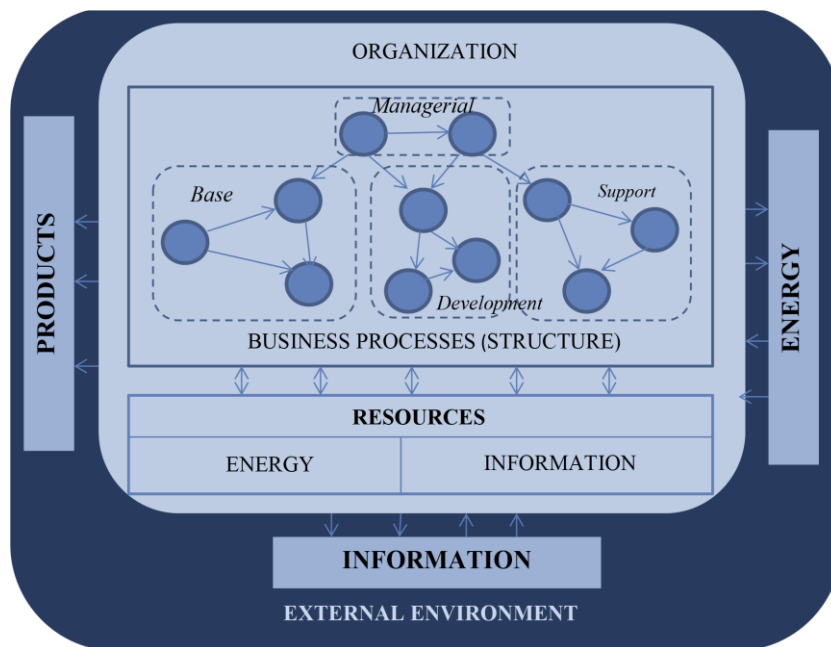 ORGANIZATION
Managerial
Base
Support
Development
BUSINESS PROCESSES (STRUCTURE)
PRODUCTS
ENERGY
RESOURCES
ENERGY
INFORMATION
INFORMATION
EXTERNAL ENVIRONMENT